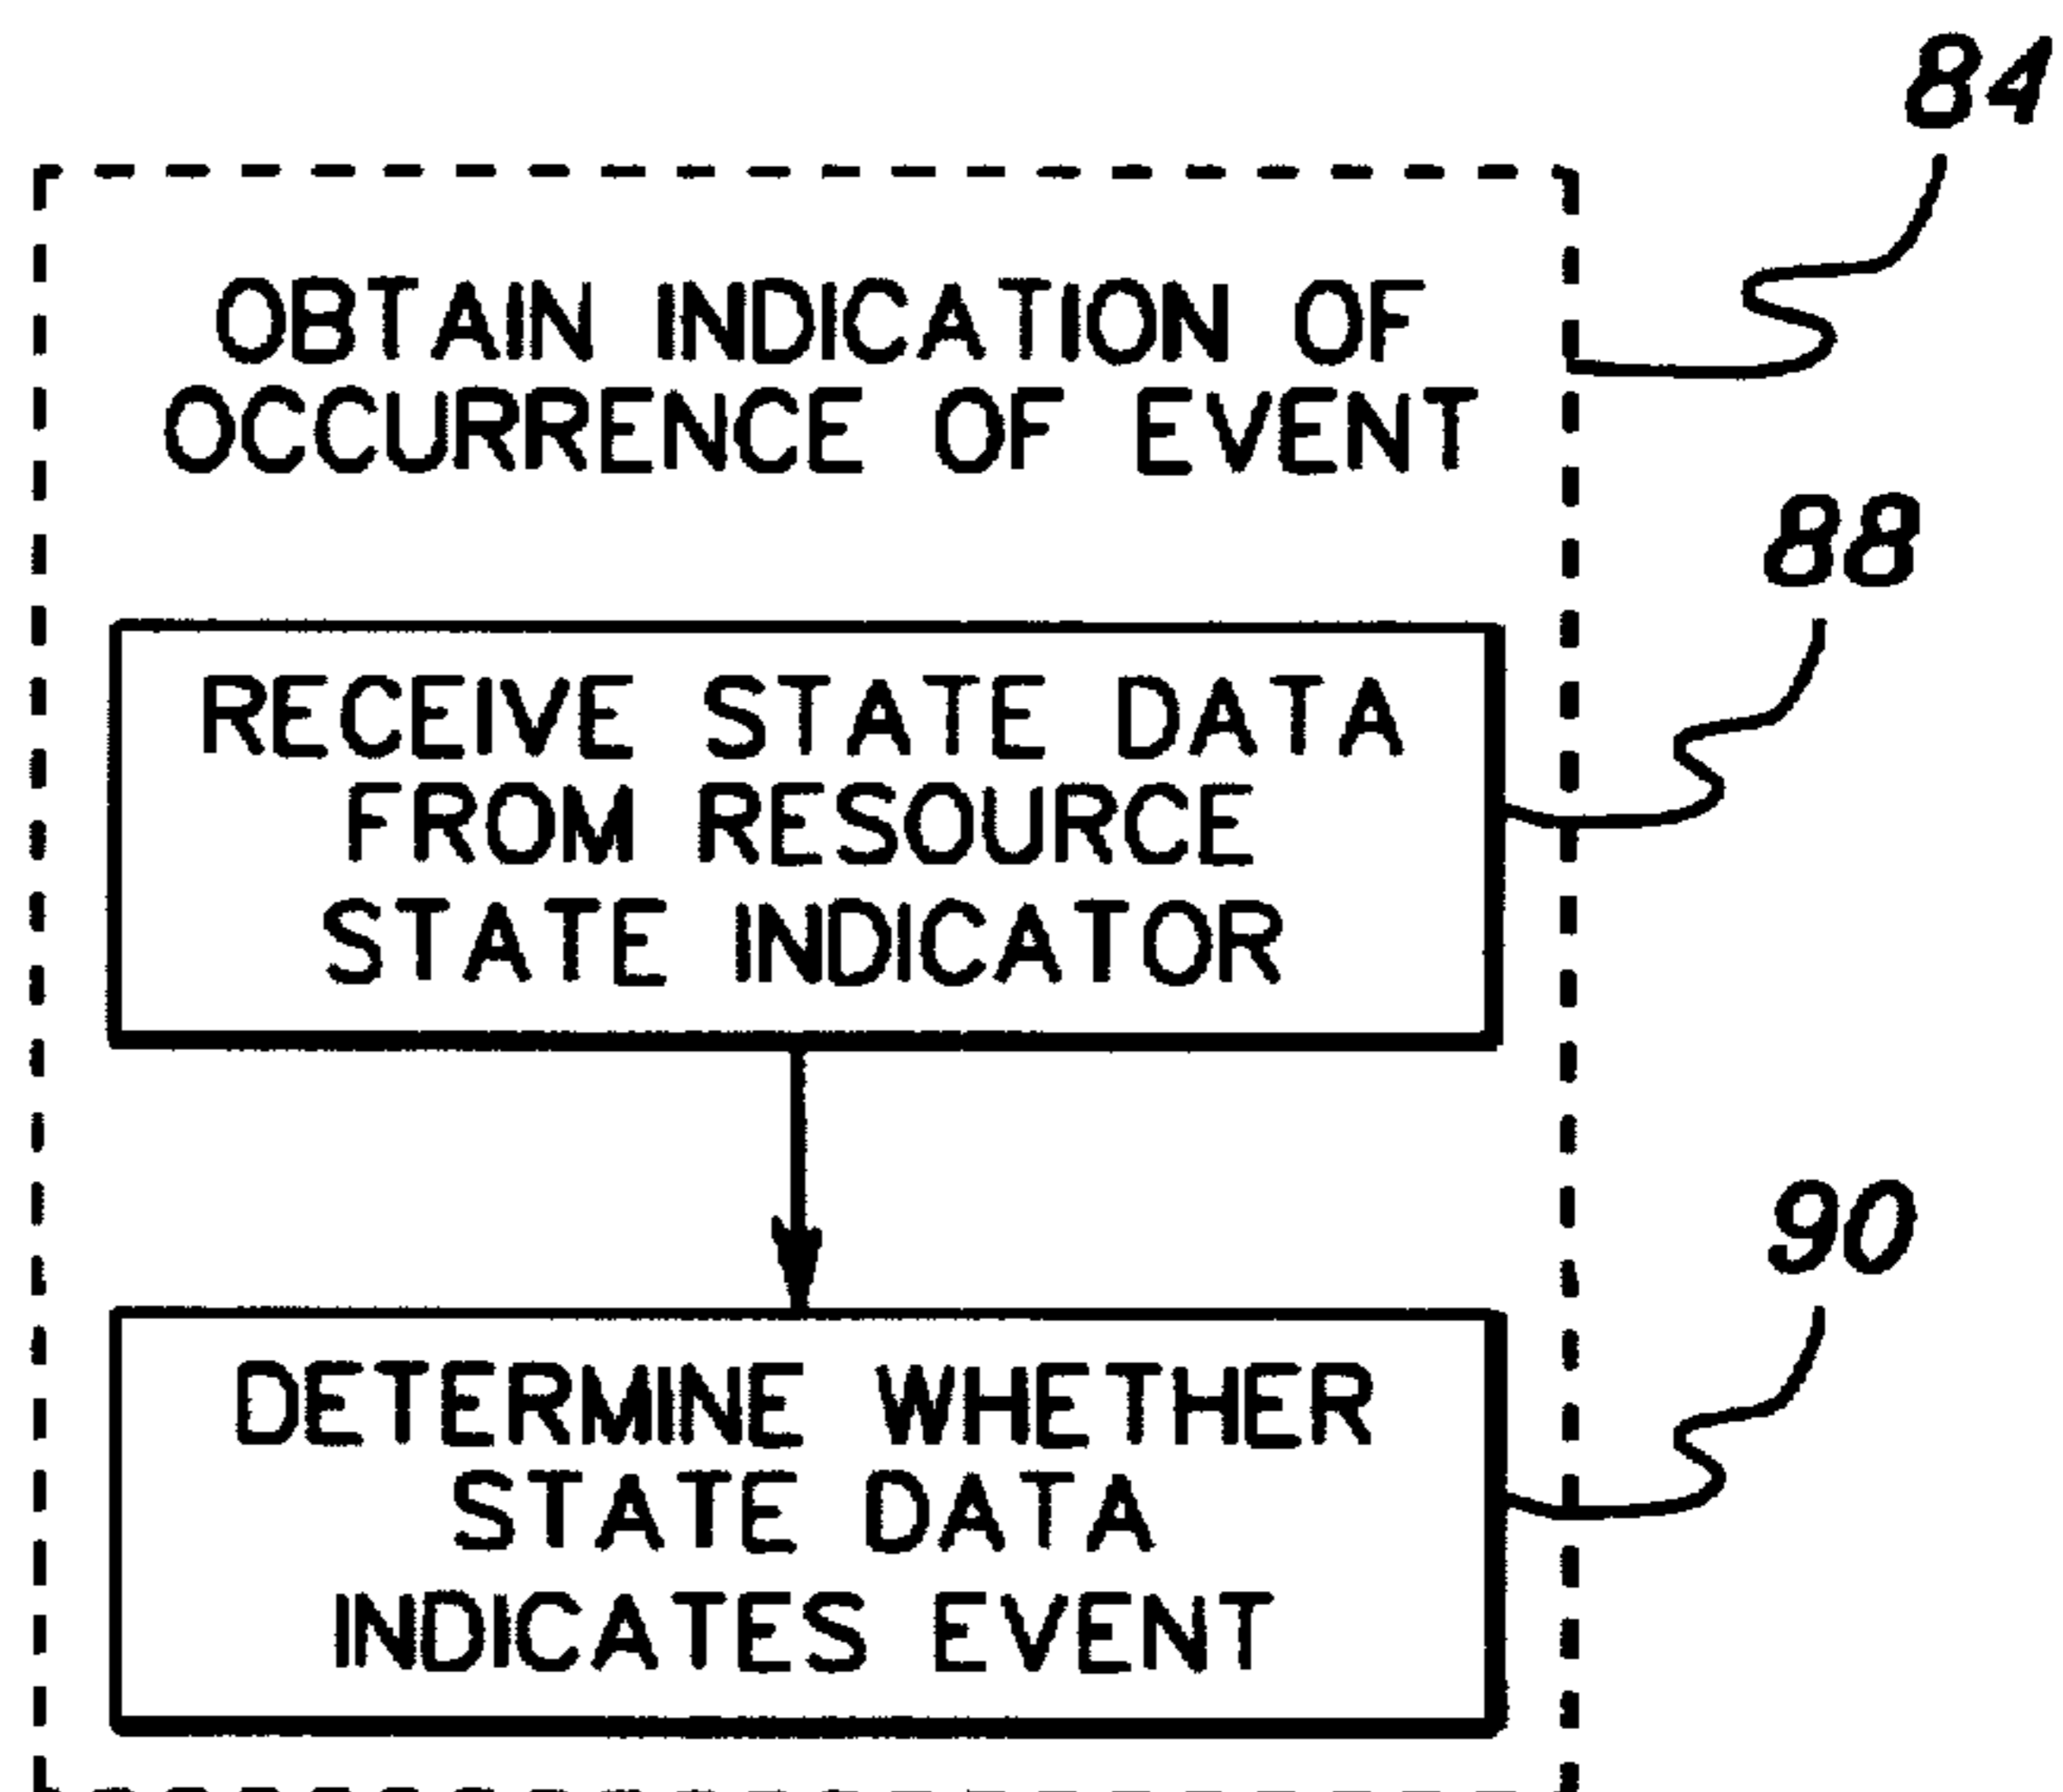 84
OBTAIN INDICATION OF
OCCURRENCE OF EVENT
88
RECEIVE STATE DATA
FROM RESOURCE
STATE INDICATOR
90
DETERMINE WHETHER
STATE DATA
INDICATES EVENT